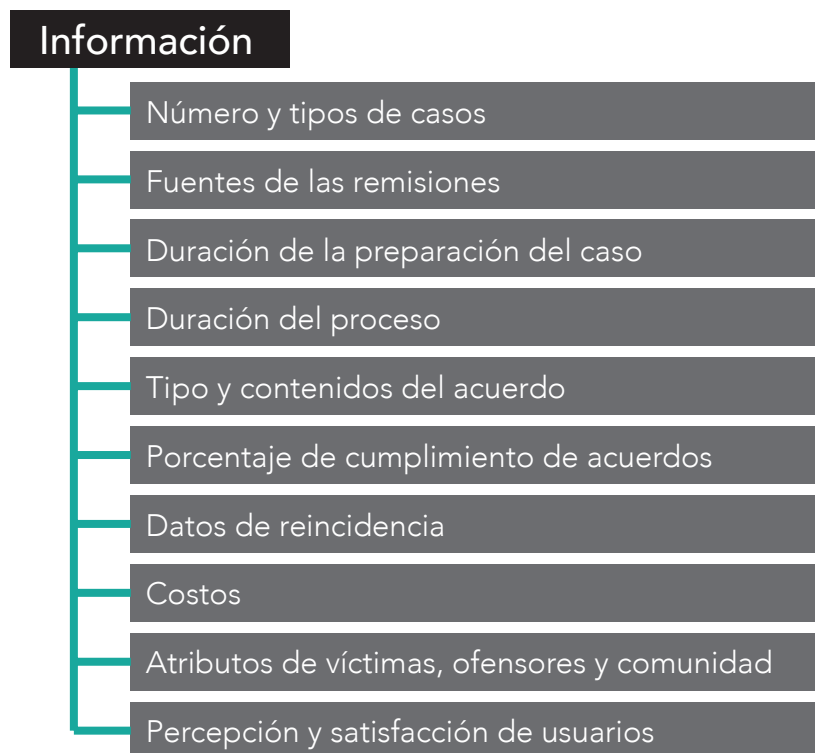 Información
Número y tipos de casos
Fuentes de las remisiones
Duración de la preparación del caso
Duración del proceso
Tipo y contenidos del acuerdo
Porcentaje de cumplimiento de acuerdos
Datos de reincidencia
Costos
Atributos de víctimas, ofensores y comunidad
Percepción y satisfacción de usuarios